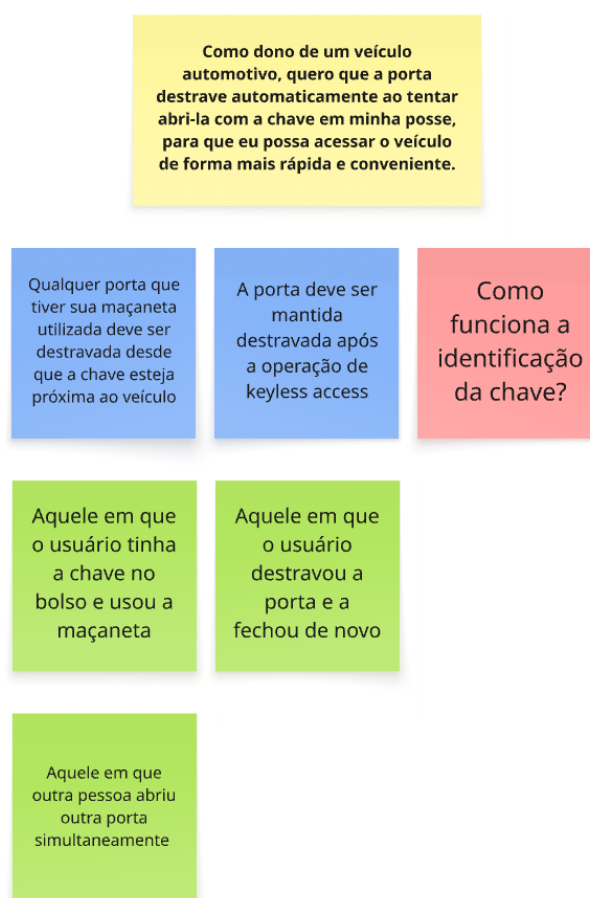 Como dono de um veículo
automotivo, quero que a porta
destrave automaticamente ao tentar
abri-la com a chave em minha posse,
para que eu possa acessar o veículo
de forma mais rápida e conveniente.
Qualquer porta que
tiver sua maçaneta
utilizada deve ser
destravada desde
que a chave esteja
próxima ao veículo
A porta deve ser
mantida
destravada após
a operação de
keyless access
Como
funciona a
identificação
da chave?
Aquele em que
o usuário tinha
a chave no
bolso e usou a
maçaneta
Aquele em que
o usuário
destravou a
porta e a
fechou de novo
Aquele em que
outra pessoa abriu
outra porta
simultaneamente